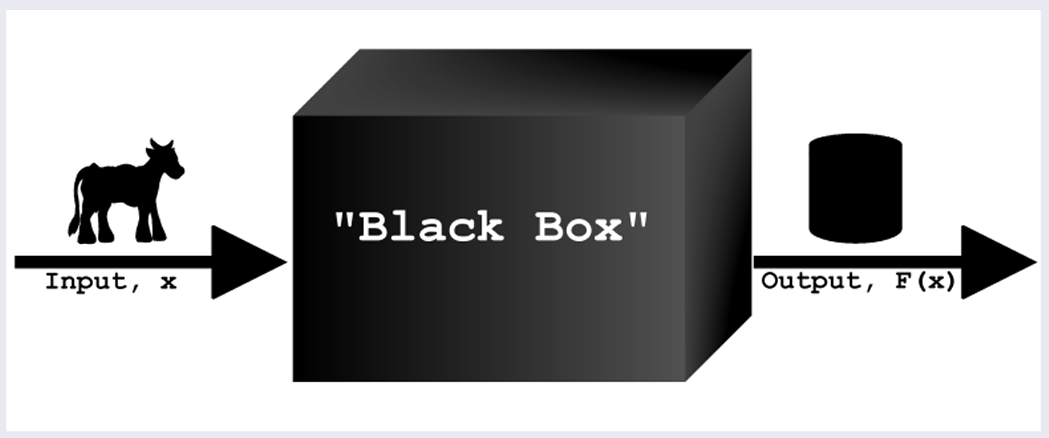 "Black Box"
Input, x
Output, F(x)